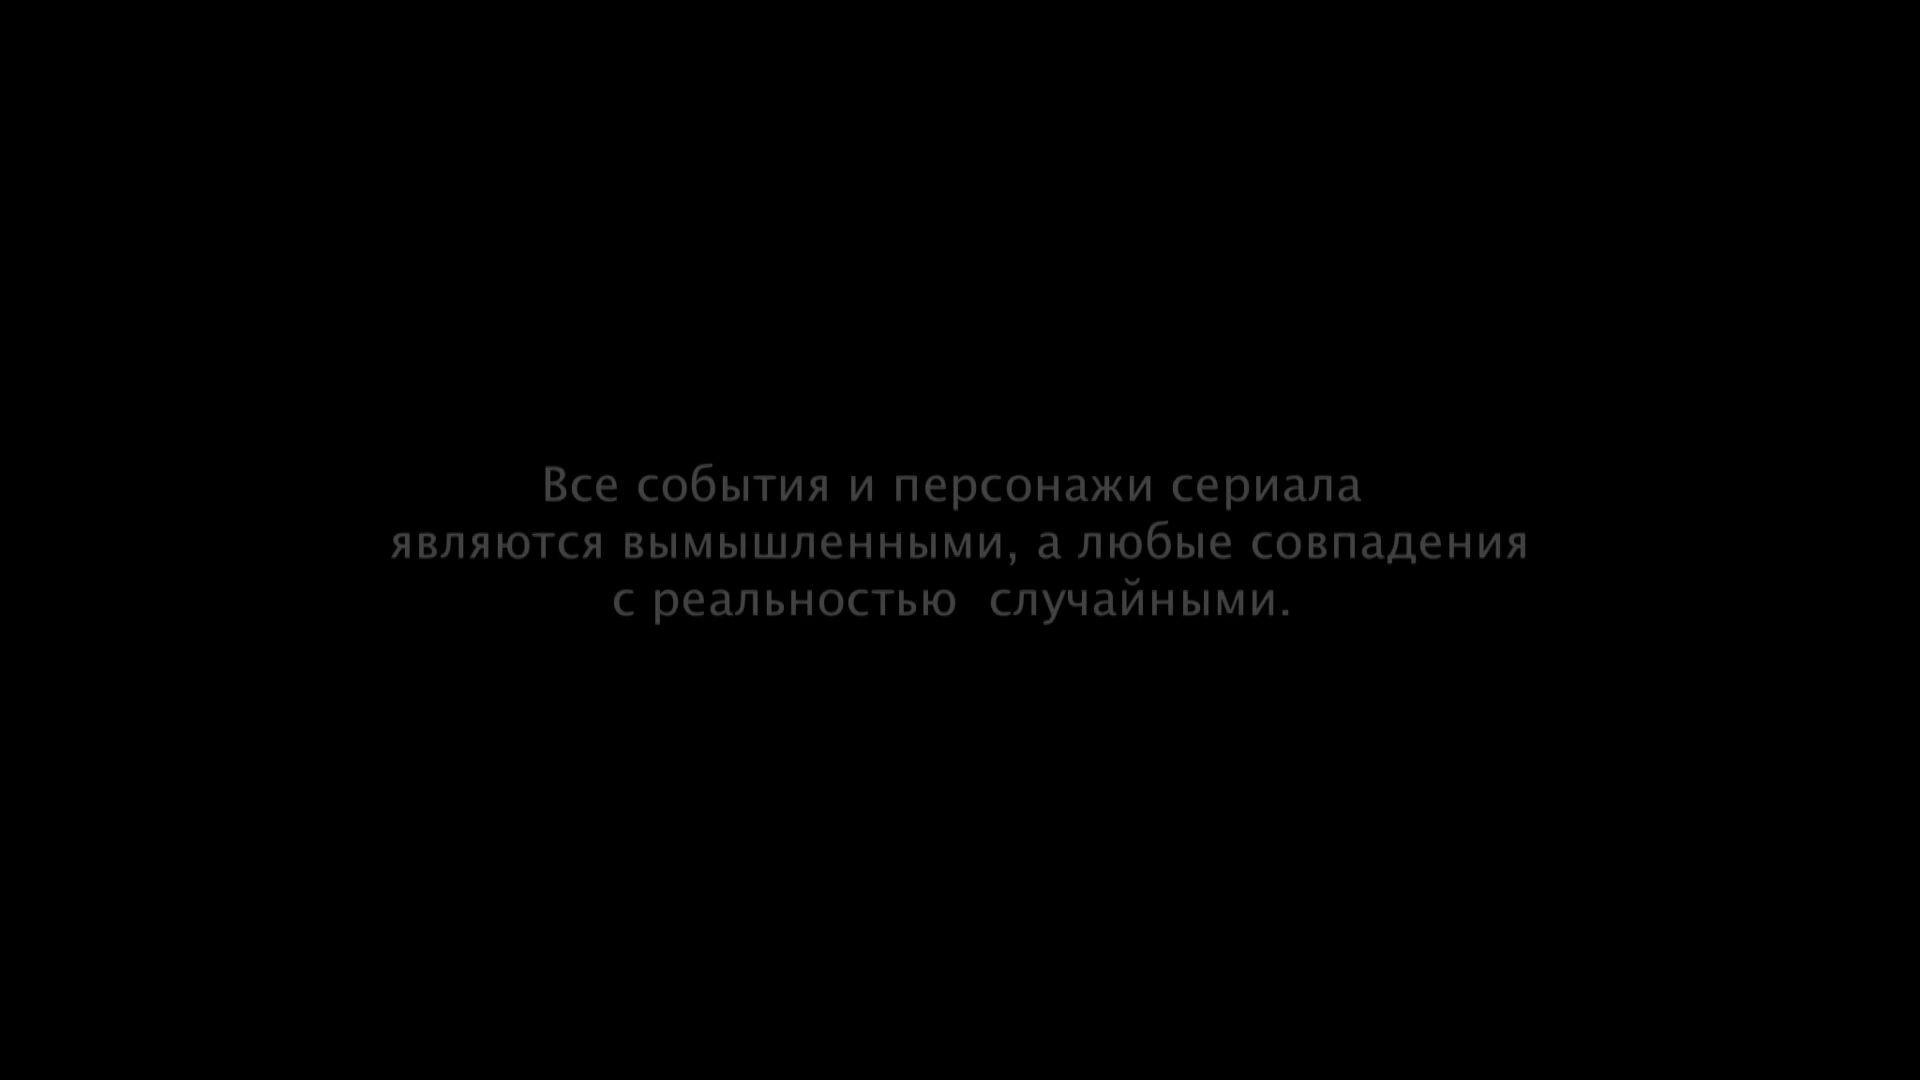 Все события и персонажи сериала
являются вымышленными, а любые совпадения
с реальностью  случайными.